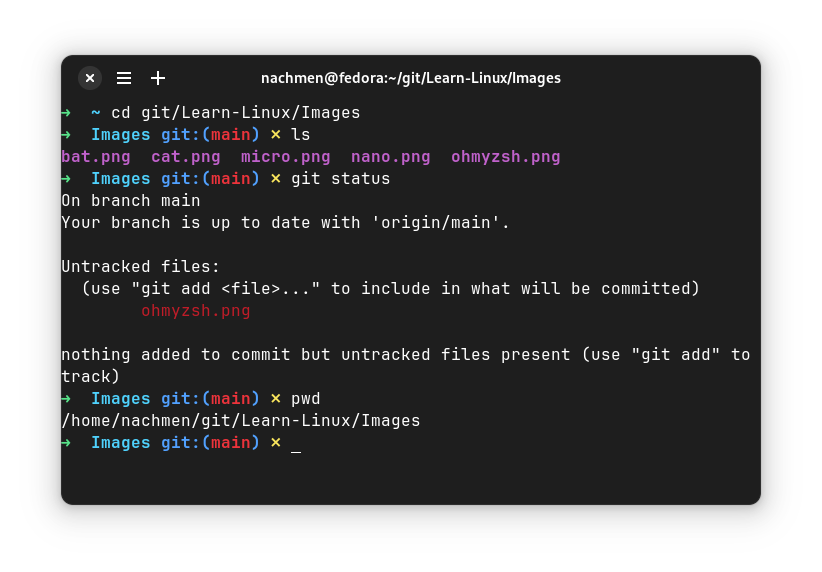 nachmen@fedora:~/git/Learn-Linux/Images
➜  ~ cd git/Learn-Linux/Images
➜  Images git:(main) ✗ ls
bat.png  cat.png  micro.png  nano.png  ohmyzsh.png
➜  Images git:(main) ✗ git status
On branch main
Your branch is up to date with 'origin/main'.

Untracked files:
  (use "git add <file>..." to include in what will be committed)
        ohmyzsh.png

nothing added to commit but untracked files present (use "git add" to
track)
➜  Images git:(main) ✗ pwd
/home/nachmen/git/Learn-Linux/Images
➜  Images git:(main) ✗ _